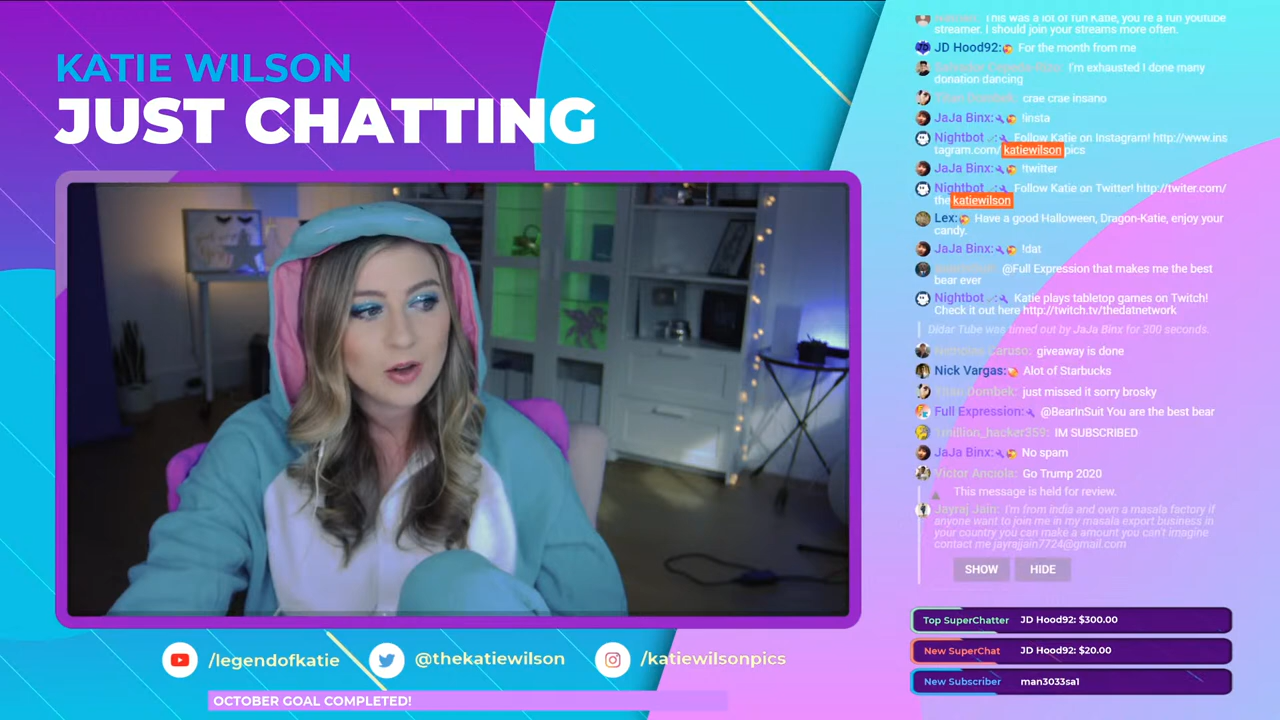 KATIE WILSON
JUST CHATTING
This was a lot of fun Katie, you're a fun youtube
streamer. I should join your streams more often.
JD Hood92: For the month from me
I'm exhausted I done many
donation dancing
crae crae insano
JaJa Binx: !insta
Nightbot Follow Katie on Instagram! http://www.ins
tagram.com/katiewilsonpics
JaJa Binx: !twitter
Nightbot Follow Katie on Twitter! http://twiter.com/
thekatiewilson
Lex: Have a good Halloween, Dragon-Katie, enjoy your
candy.
JaJa Binx: !dat
@Full Expression that makes me the best
bear ever
Nightbot Katie plays tabletop games on Twitch!
Check it out here http://twitch.tv/thedatnetwork
Didar Tube was timed out by JaJa Binx for 300 seconds.
Caruso: giveaway is done
Nick Vargas: Alot of Starbucks
Dombek: just missed it sorry brosky
Full Expression: @BearInSuit You are the best bear
1million_hacker359: IM SUBSCRIBED
JaJa Binx: No spam
Victor Anciola: Go Trump 2020
This message is held for review.
Jayraj Jain: I'm from india and own a masala factory if
anyone want to join me in my masala export business in
your country you can make a amount you can't imagine
contact me jayrajjain7724@gmail.com
SHOW HIDE
Top SuperChatter JD Hood92: $300.00
New SuperChat JD Hood92: $20.00
New Subscriber man3033sa1
/legendofkatie @thekatiewilson /katiewilsonpics
OCTOBER GOAL COMPLETED!